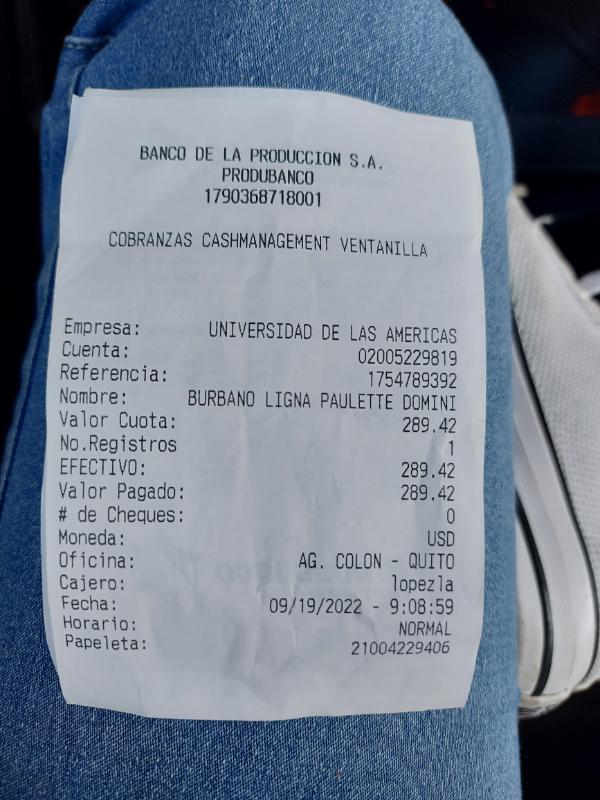 BANCO DE LA PRODUCCION S.A.
PRODUBANCO
1790368718001
COBRANZAS CASHMANAGEMENT VENTANILLA
Empresa: UNIVERSIDAD DE LAS AMERICAS
Cuenta: 02005229819
Referencia: 1754789392
Nombre: BURBANO LIGNA PAULETTE DOMINI
Valor Cuota: 289.42
No.Registros 1
EFECTIVO: 289.42
Valor Pagado: 289.42
# de Cheques: 0
Moneda: USD
Oficina: AG. COLON - QUITO
Cajero: lopezla
Fecha: 09/19/2022 - 9:08:59
Horario: NORMAL
Papeleta: 21004229406